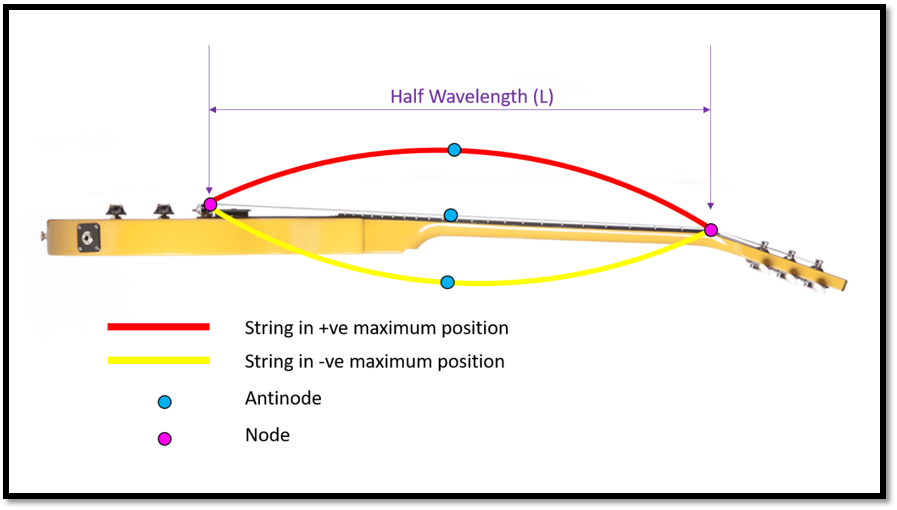 Half Wavelength (L)
String in +ve maximum position
String in -ve maximum position
Antinode
Node